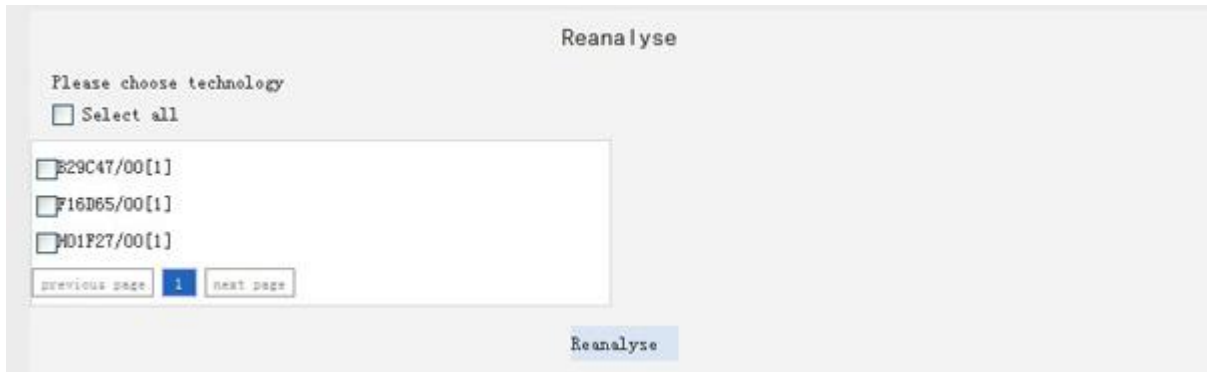 Reanalyse
Please choose technology
Select all
B29C47/00[1]
F16D65/00[1]
H01F27/00[1]
previous page 1 next page
Reanalyze